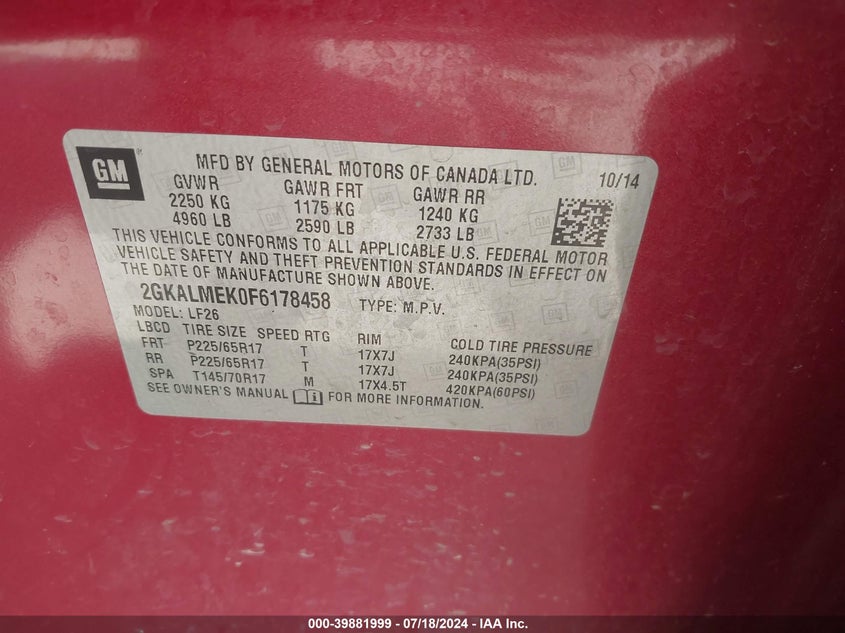 GM
MFD BY GENERAL MOTORS OF CANADA LTD. 10/14
GVWR GAWR FRT GAWR RR
2250 KG 1175 KG 1240 KG
4960 LB 2590 LB 2733 LB
THIS VEHICLE CONFORMS TO ALL APPLICABLE U.S. FEDERAL MOTOR
VEHICLE SAFETY AND THEFT PREVENTION STANDARDS IN EFFECT ON
THE DATE OF MANUFACTURE SHOWN ABOVE.
2GKALMEK0F6178458 TYPE: M.P.V.
MODEL: LF26
LBCD TIRE SIZE SPEED RTG RIM COLD TIRE PRESSURE
FRT P225/65R17 T 17X7J 240KPA(35PSI)
RR P225/65R17 T 17X7J 240KPA(35PSI)
SPA T145/70R17 M 17X4.5T 420KPA(60PSI)
SEE OWNER'S MANUAL FOR MORE INFORMATION.
000-39881999 / 07/18/2024 - IAA Inc.